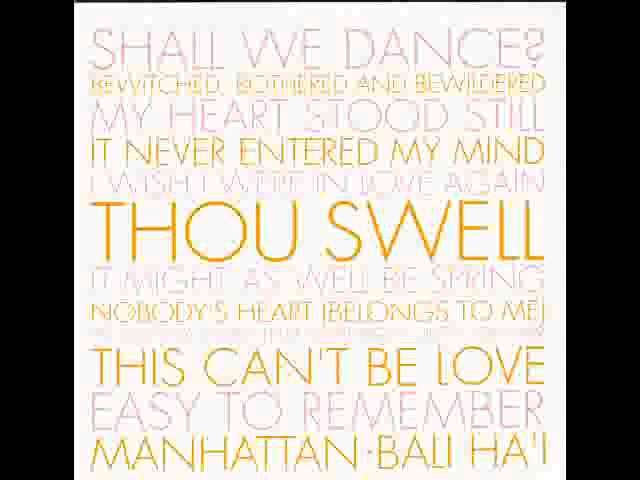 SHALL WE DANCE?
BEWITCHED, BOTHERED AND BEWILDERED
MY HEART STOOD STILL
IT NEVER ENTERED MY MIND
I WISH I WERE IN LOVE AGAIN
THOU SWELL
IT MIGHT AS WELL BE SPRING
NOBODY'S HEART (BELONGS TO ME)
THIS CAN'T BE LOVE
EASY TO REMEMBER
MANHATTAN·BALI HA'I